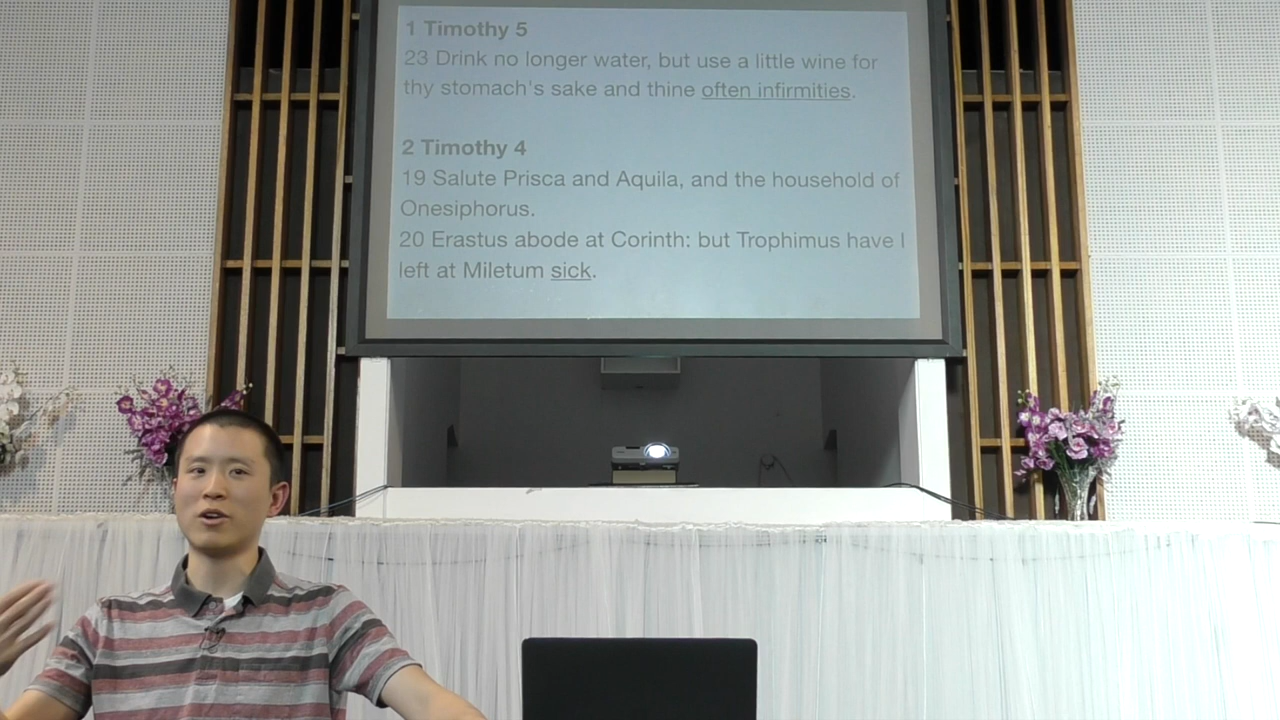 1 Timothy 5
23 Drink no longer water, but use a little wine for
thy stomach's sake and thine often infirmities.
2 Timothy 4
19 Salute Prisca and Aquila, and the household of
Onesiphorus.
20 Erastus abode at Corinth: but Trophimus have I
left at Miletum sick.